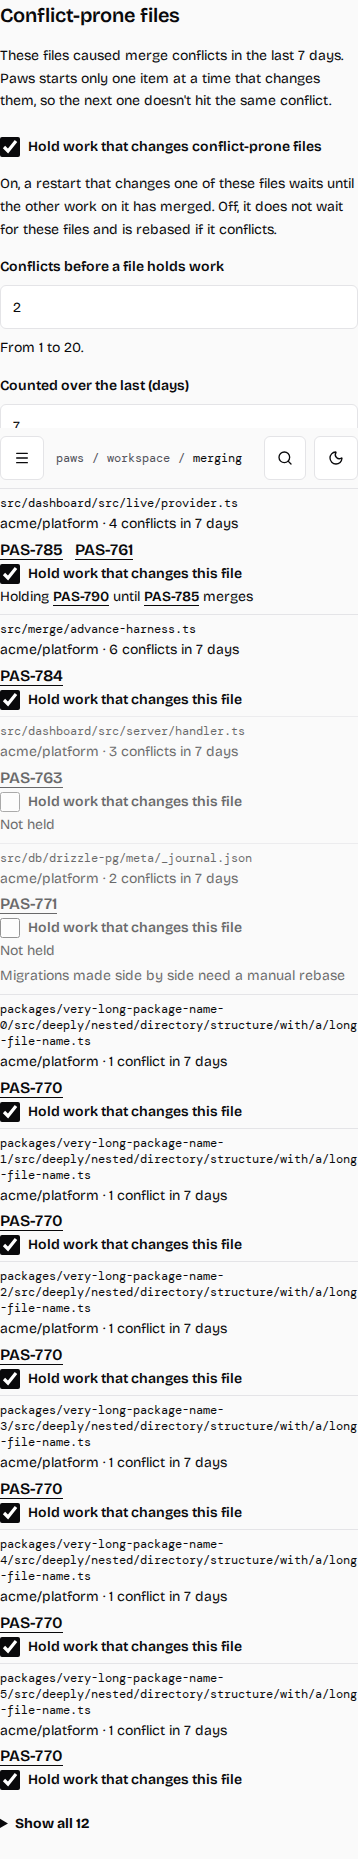 Conflict-prone files
These files caused merge conflicts in the last 7 days.
Paws starts only one item at a time that changes
them, so the next one doesn't hit the same conflict.
Hold work that changes conflict-prone files
On, a restart that changes one of these files waits until
the other work on it has merged. Off, it does not wait
for these files and is rebased if it conflicts.
Conflicts before a file holds work
2
From 1 to 20.
Counted over the last (days)
7
paws / workspace / merging
src/dashboard/src/live/provider.ts
acme/platform · 4 conflicts in 7 days
PAS-785 PAS-761
Hold work that changes this file
Holding PAS-790 until PAS-785 merges
src/merge/advance-harness.ts
acme/platform · 6 conflicts in 7 days
PAS-784
Hold work that changes this file
src/dashboard/src/server/handler.ts
acme/platform · 3 conflicts in 7 days
PAS-763
Hold work that changes this file
Not held
src/db/drizzle-pg/meta/_journal.json
acme/platform · 2 conflicts in 7 days
PAS-771
Hold work that changes this file
Not held
Migrations made side by side need a manual rebase
packages/very-long-package-name-
0/src/deeply/nested/directory/structure/with/a/long
-file-name.ts
acme/platform · 1 conflict in 7 days
PAS-770
Hold work that changes this file
packages/very-long-package-name-
1/src/deeply/nested/directory/structure/with/a/long
-file-name.ts
acme/platform · 1 conflict in 7 days
PAS-770
Hold work that changes this file
packages/very-long-package-name-
2/src/deeply/nested/directory/structure/with/a/long
-file-name.ts
acme/platform · 1 conflict in 7 days
PAS-770
Hold work that changes this file
packages/very-long-package-name-
3/src/deeply/nested/directory/structure/with/a/long
-file-name.ts
acme/platform · 1 conflict in 7 days
PAS-770
Hold work that changes this file
packages/very-long-package-name-
4/src/deeply/nested/directory/structure/with/a/long
-file-name.ts
acme/platform · 1 conflict in 7 days
PAS-770
Hold work that changes this file
packages/very-long-package-name-
5/src/deeply/nested/directory/structure/with/a/long
-file-name.ts
acme/platform · 1 conflict in 7 days
PAS-770
Hold work that changes this file
Show all 12